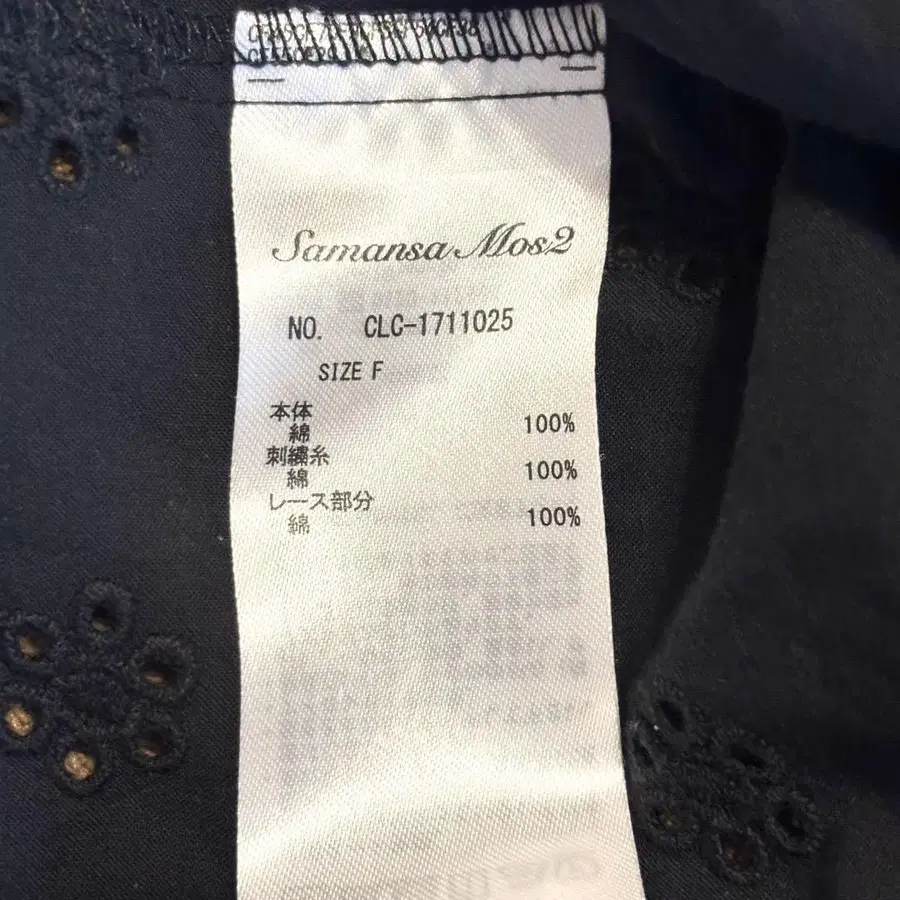 Samansa Mos2
NO. CLC-1711025
SIZE F
本体
綿 100%
刺繍糸
綿 100%
レース部分
綿 100%